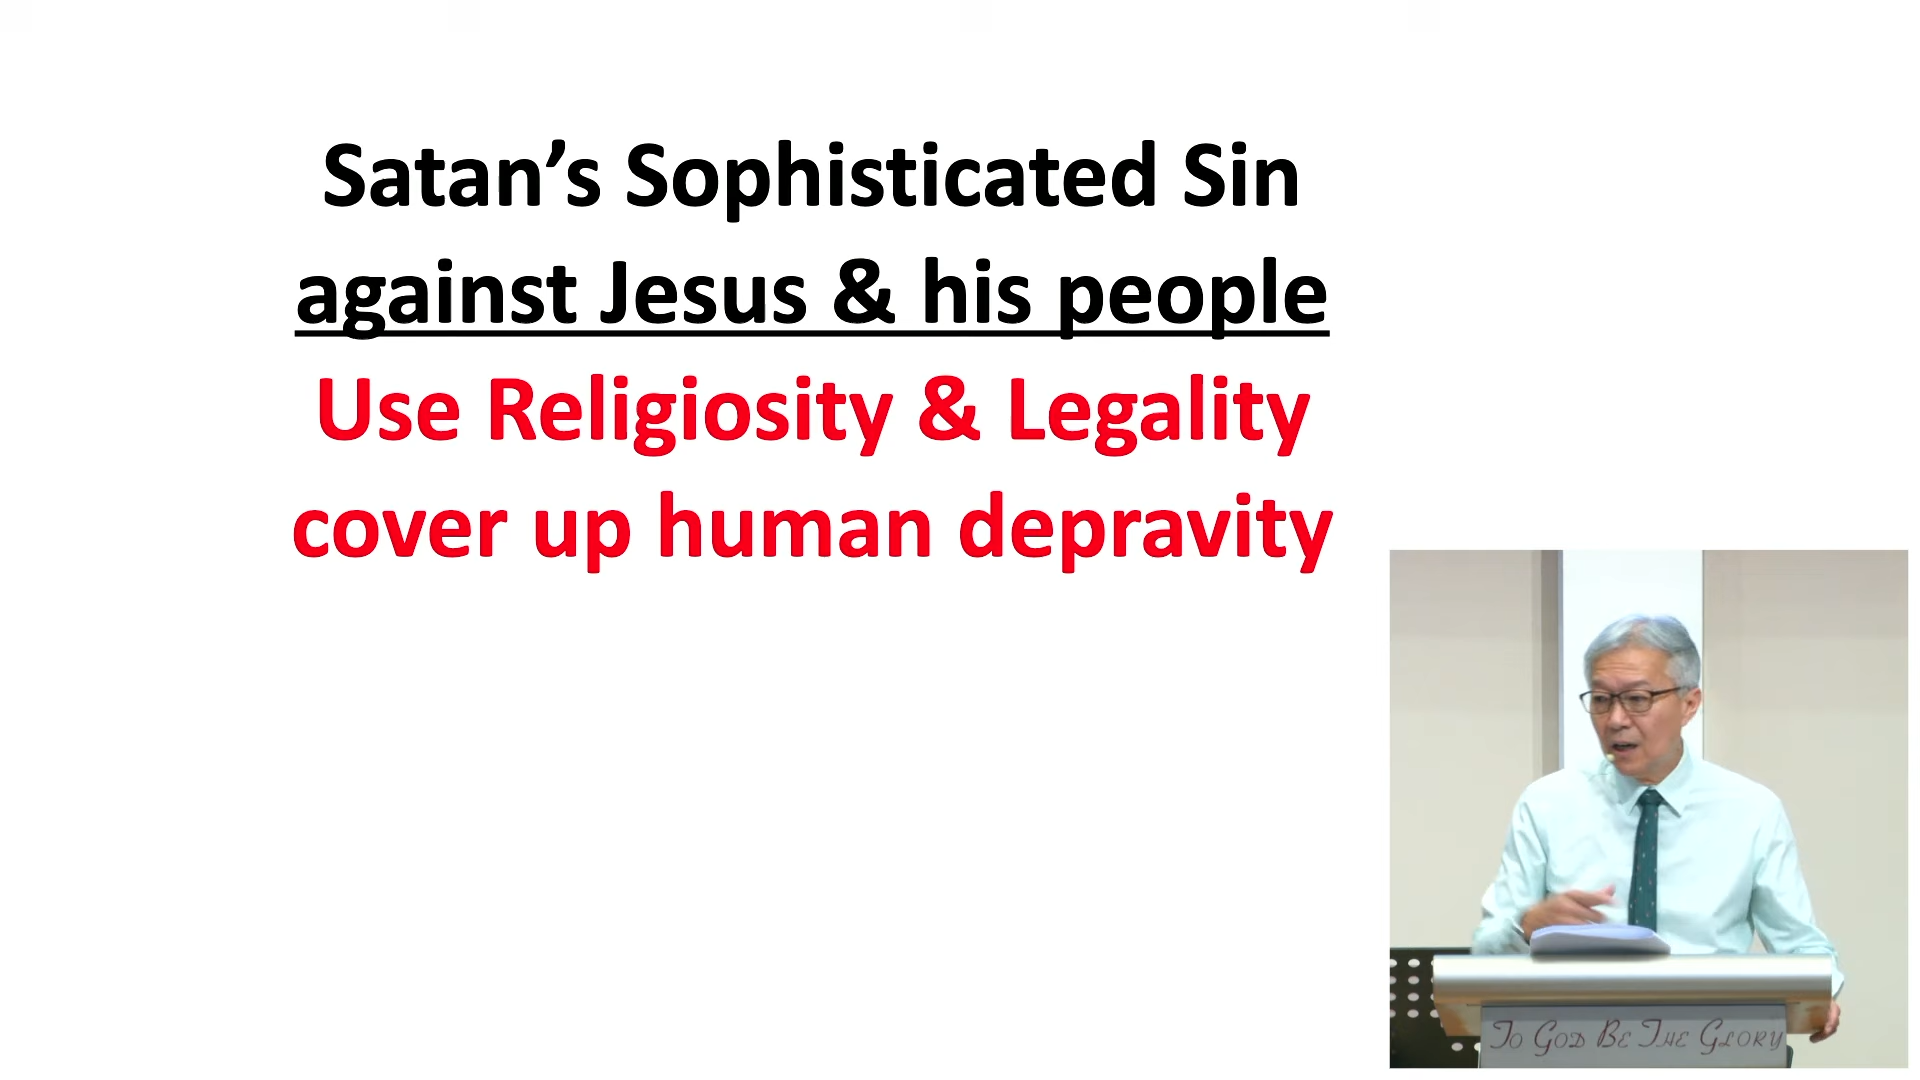 Satan’s Sophisticated Sin
against Jesus & his people
Use Religiosity & Legality
cover up human depravity
To God Be The Glory